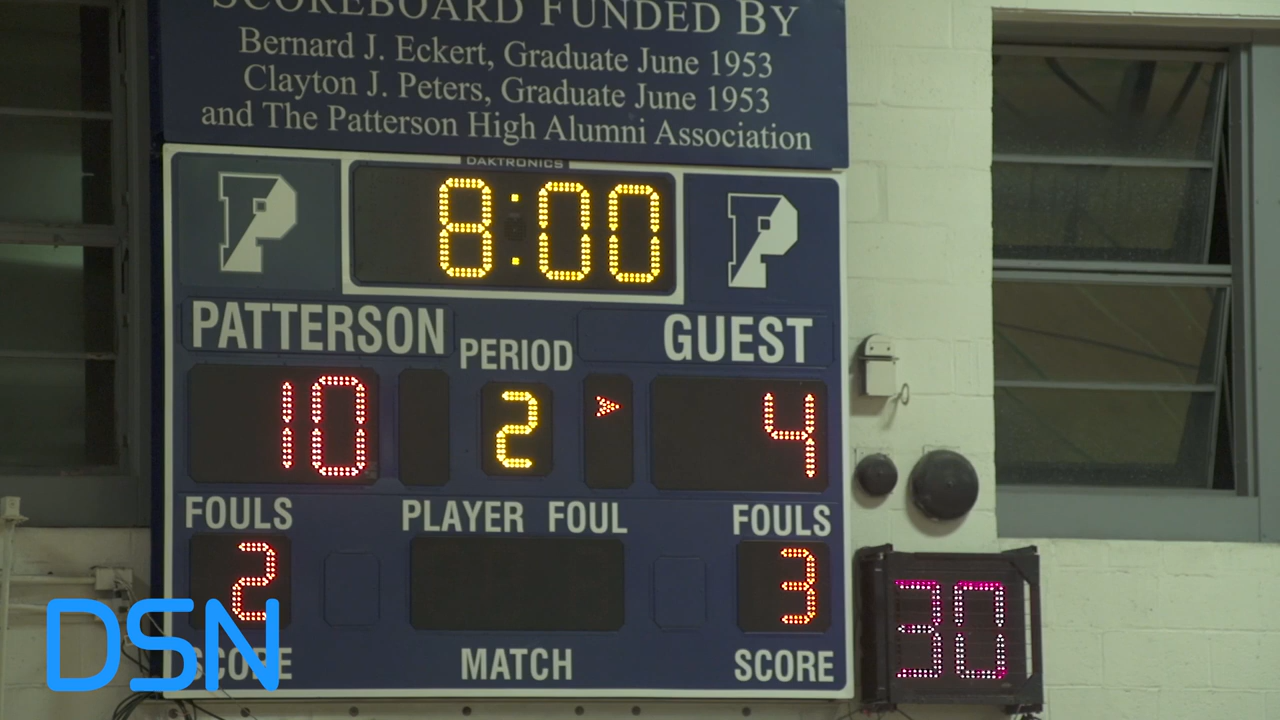 SCOREBOARD FUNDED BY
Bernard J. Eckert, Graduate June 1953
Clayton J. Peters, Graduate June 1953
and The Patterson High Alumni Association
DAKTRONICS
P 8:00 P
PATTERSON PERIOD GUEST
10 2 4
FOULS PLAYER FOUL FOULS
2 3
30
DSN
SCORE MATCH SCORE